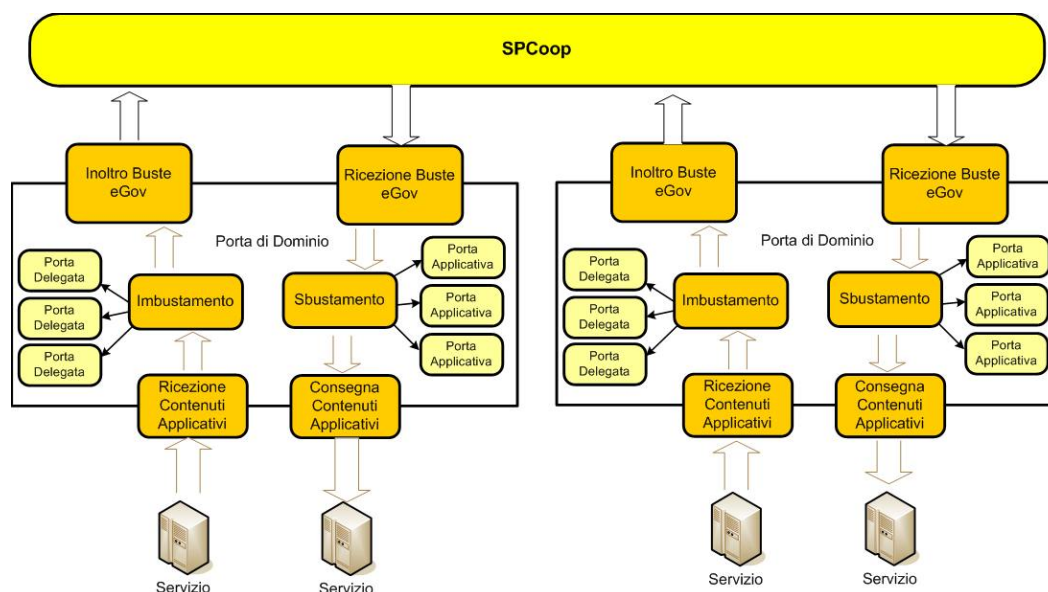 SPCoop
Inoltro Buste
eGov
Ricezione Buste
eGov
Porta di Dominio
Porta
Delegata
Porta
Delegata
Porta
Delegata
Imbustamento
Sbustamento
Porta
Applicativa
Porta
Applicativa
Porta
Applicativa
Ricezione
Contenuti
Applicativi
Consegna
Contenuti
Applicativi
Servizio
Servizio
Inoltro Buste
eGov
Ricezione Buste
eGov
Porta di Dominio
Porta
Delegata
Porta
Delegata
Porta
Delegata
Imbustamento
Sbustamento
Porta
Applicativa
Porta
Applicativa
Porta
Applicativa
Ricezione
Contenuti
Applicativi
Consegna
Contenuti
Applicativi
Servizio
Servizio